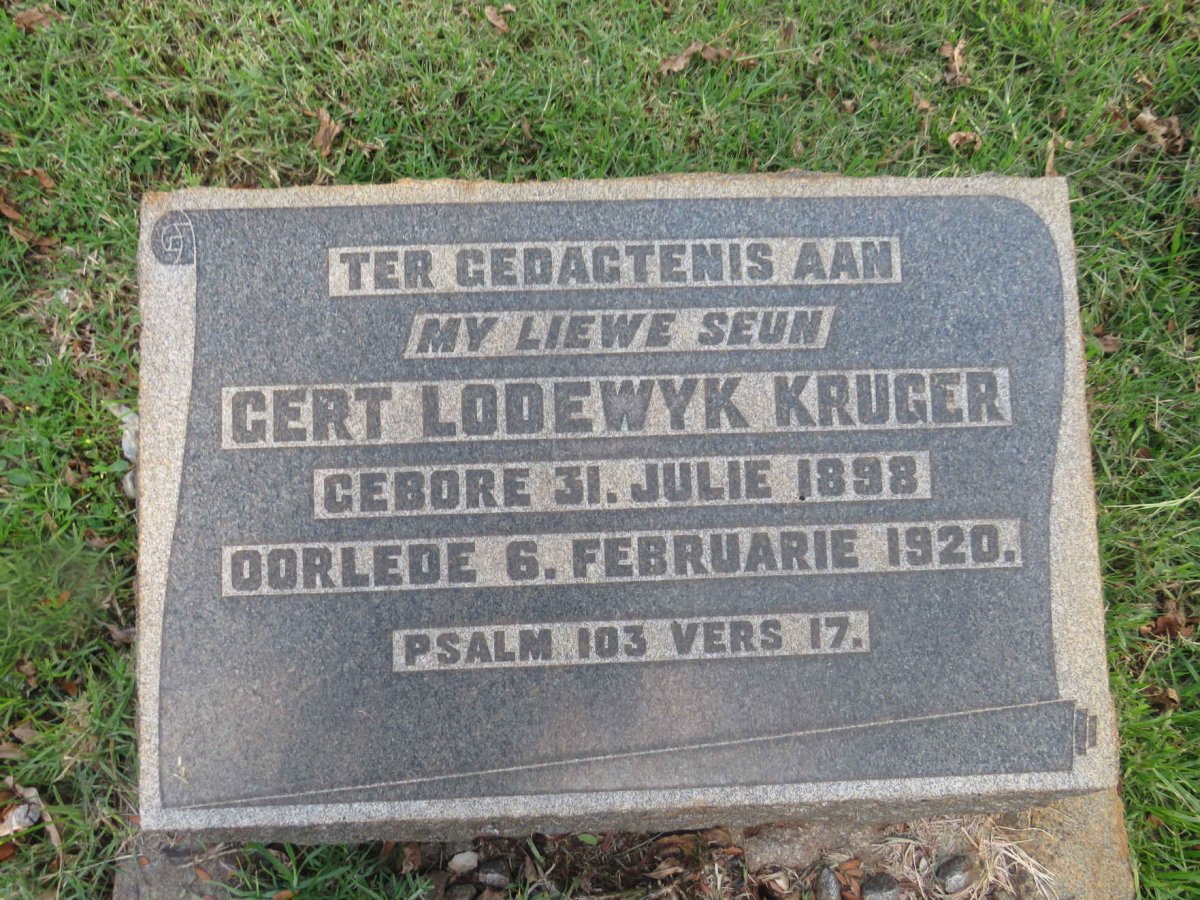 TER GEDAGTENIS AAN
MY LIEWE SEUN
GERT LODEWYK KRUGER
GEBORE 31. JULIE 1898
OORLEDE 6. FEBRUARIE 1920.
PSALM 103 VERS 17.